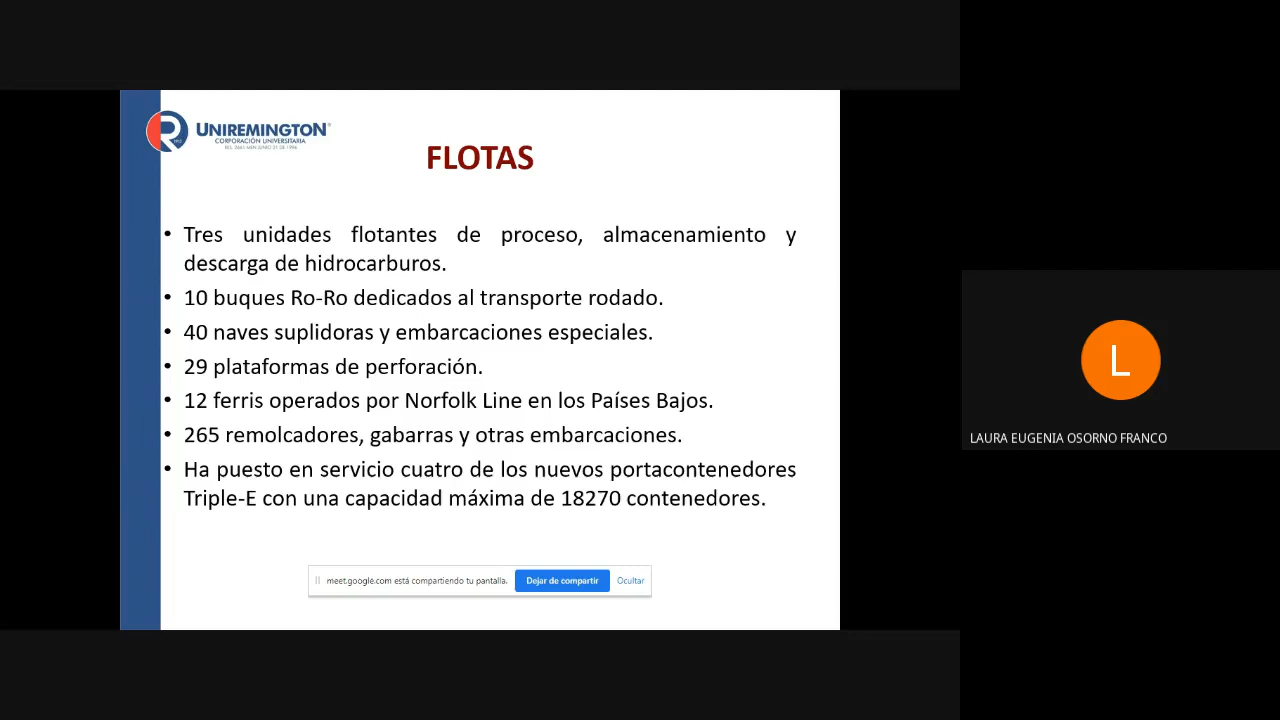 UNIREMINGTON
CORPORACIÓN UNIVERSITARIA
FLOTAS
• Tres unidades flotantes de proceso, almacenamiento y
descarga de hidrocarburos.
• 10 buques Ro-Ro dedicados al transporte rodado.
• 40 naves suplidoras y embarcaciones especiales.
• 29 plataformas de perforación.
• 12 ferris operados por Norfolk Line en los Países Bajos.
• 265 remolcadores, gabarras y otras embarcaciones.
• Ha puesto en servicio cuatro de los nuevos portacontenedores
Triple-E con una capacidad máxima de 18270 contenedores.
meet.google.com está compartiendo tu pantalla. Dejar de compartir Ocultar
L
LAURA EUGENIA OSORNO FRANCO